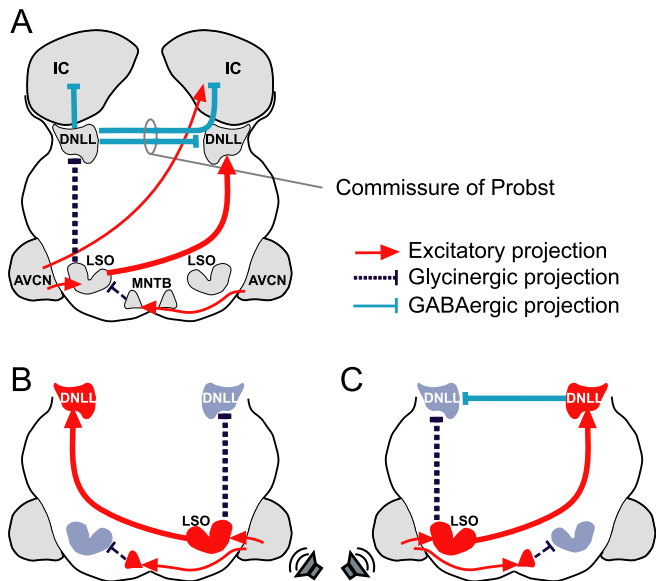 A
IC
IC
DNLL
DNLL
Commissure of Probst
LSO
LSO
AVCN
MNTB
AVCN
Excitatory projection
Glycinergic projection
GABAergic projection
B
DNLL
DNLL
LSO
C
DNLL
DNLL
LSO